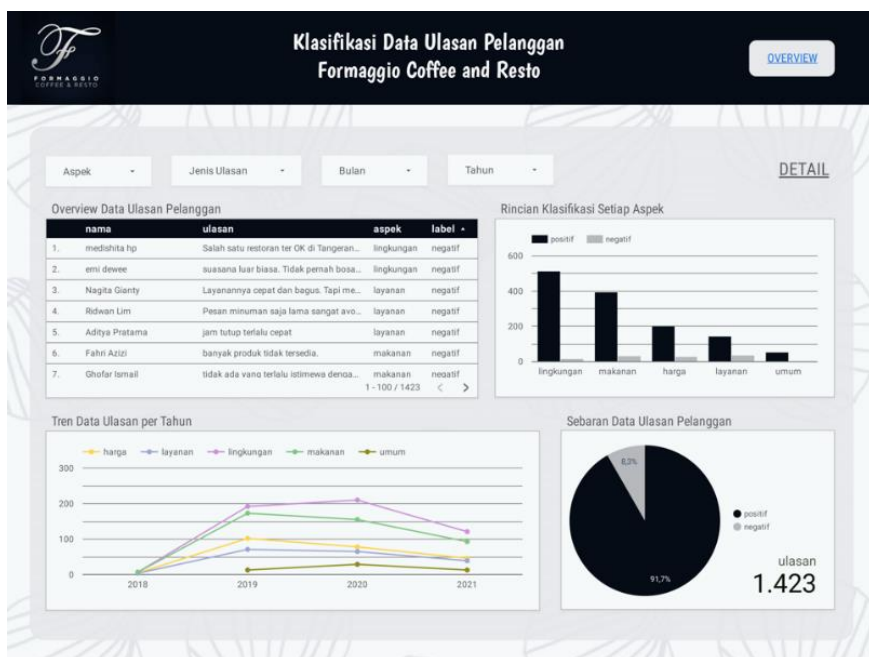 F
FORMAGGIO
COFFEE & RESTO
Klasifikasi Data Ulasan Pelanggan
Formaggio Coffee and Resto
OVERVIEW
Aspek
Jenis Ulasan
Bulan
Tahun
DETAIL
Overview Data Ulasan Pelanggan
nama ulasan aspek label
1. medishita hp Salah satu restoran ter OK di Tangeran... lingkungan negatif
2. emi dewee suasana luar biasa. Tidak pernah bosa... lingkungan negatif
3. Nagita Gianty Layanannya cepat dan bagus. Tapi me... layanan negatif
4. Ridwan Lim Pesan minuman saja lama sangat avo... layanan negatif
5. Aditya Pratama jam tutup terlalu cepat layanan negatif
6. Fahri Azizi banyak produk tidak tersedia. makanan negatif
7. Ghofar Ismail tidak ada yang terlalu istimewa denga... makanan negatif
1 - 100 / 1423 < >
Rincian Klasifikasi Setiap Aspek
positif negatif
600
400
200
0
lingkungan makanan harga layanan umum
Tren Data Ulasan per Tahun
harga layanan lingkungan makanan umum
300
200
100
0
2018 2019 2020 2021
Sebaran Data Ulasan Pelanggan
8,3%
positif
negatif
91,7%
ulasan
1.423